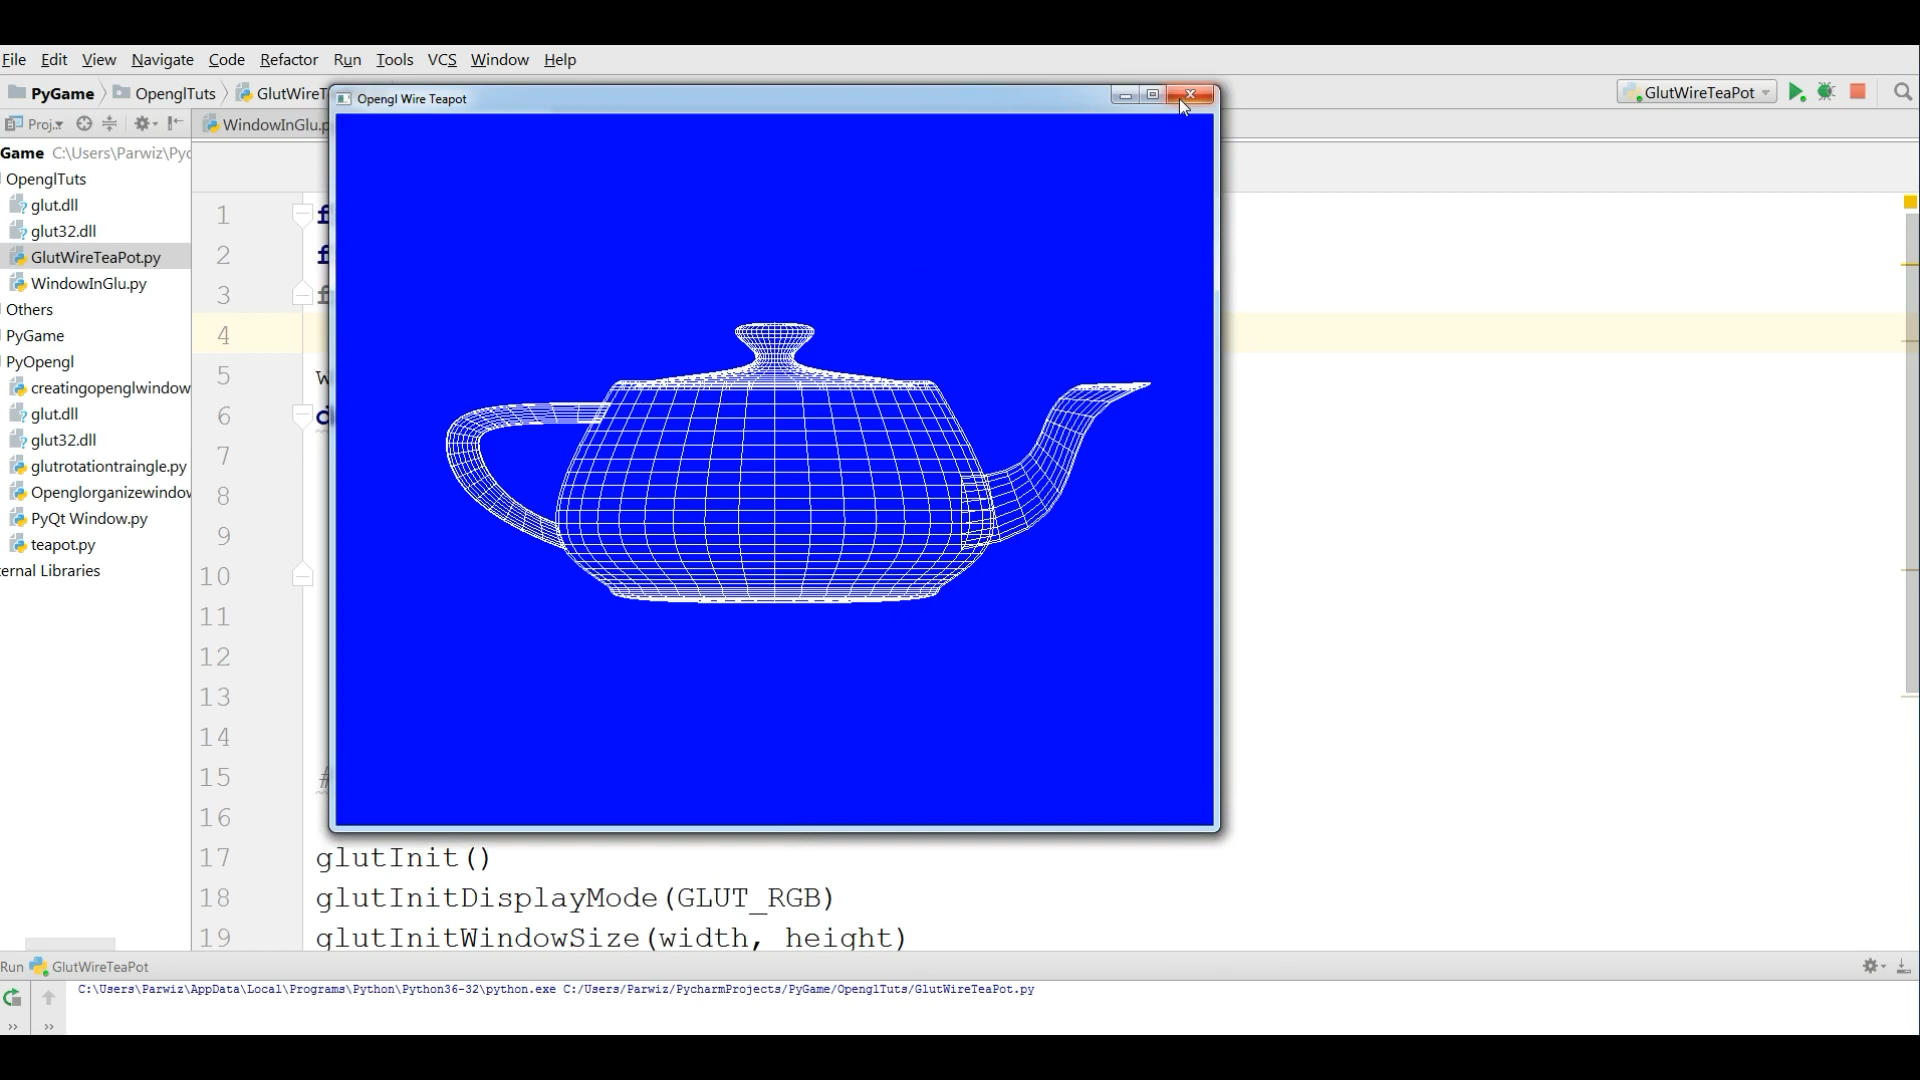 File Edit View Navigate Code Refactor Run Tools VCS Window Help
PyGame OpenglTuts GlutWireT
GlutWireTeaPot
Opengl Wire Teapot
Proj..
WindowInGlu.p
Game C:\Users\Parwiz\Pyc
OpenglTuts
glut.dll
glut32.dll
GlutWireTeaPot.py
WindowInGlu.py
Others
PyGame
PyOpengl
creatingopenglwindow
glut.dll
glut32.dll
glutrotationtraingle.py
Openglorganizewindow
PyQt Window.py
teapot.py
ernal Libraries
1 f
2 f
3 f
4
5 w
6 d
7
8
9
10
11
12
13
14
15 #
16
17 glutInit()
18 glutInitDisplayMode(GLUT_RGB)
19 glutInitWindowSize(width, height)
Run GlutWireTeaPot
C:\Users\Parwiz\AppData\Local\Programs\Python\Python36-32\python.exe C:/Users/Parwiz/PycharmProjects/PyGame/OpenglTuts/GlutWireTeaPot.py